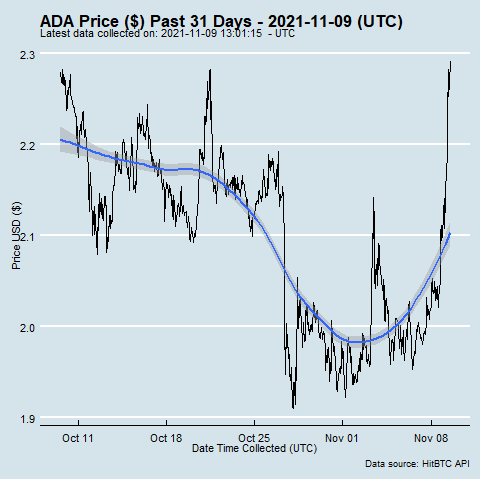 ADA Price ($) Past 31 Days - 2021-11-09 (UTC)
Latest data collected on: 2021-11-09 13:01:15 - UTC
2.3
2.2
2.1
2.0
1.9
Price USD ($)
Oct 11 Oct 18 Oct 25 Nov 01 Nov 08
Date Time Collected (UTC)
Data source: HitBTC API